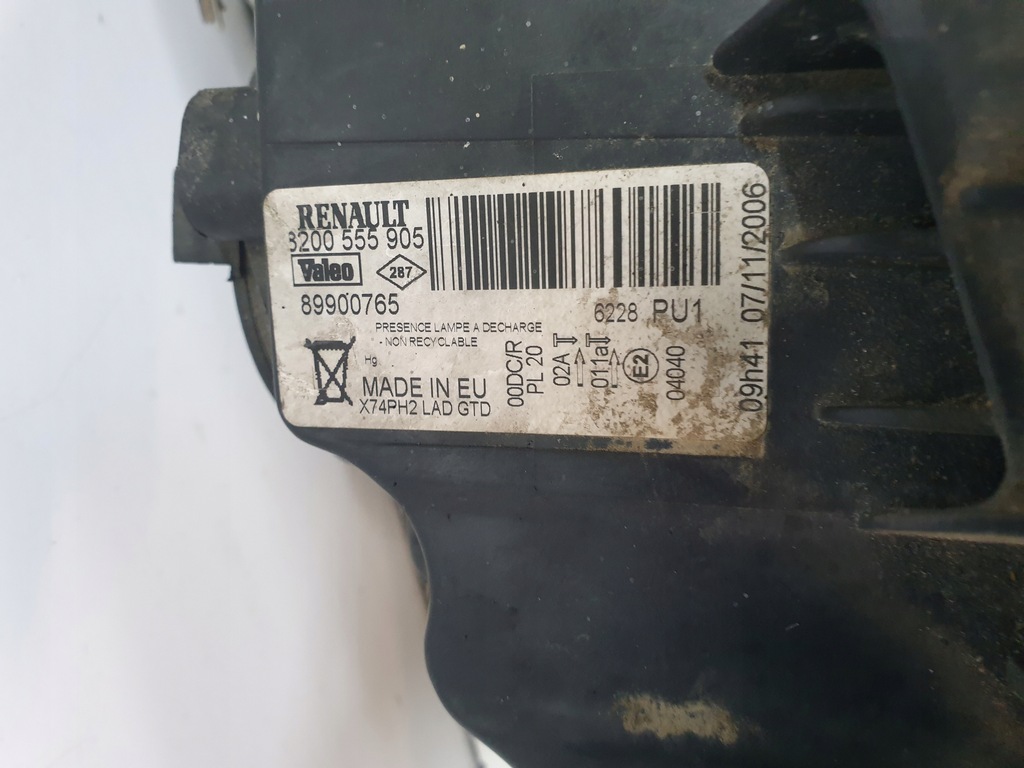 RENAULT
8200 555 905
Valeo
287
89900765
6228 PU1
PRESENCE LAMPE A DECHARGE
- NON RECYCLABLE
Hg
MADE IN EU
X74PH2 LAD GTD
00DC/R
PL 20
02A
011a
E2
04040
09h41 07/11/2006